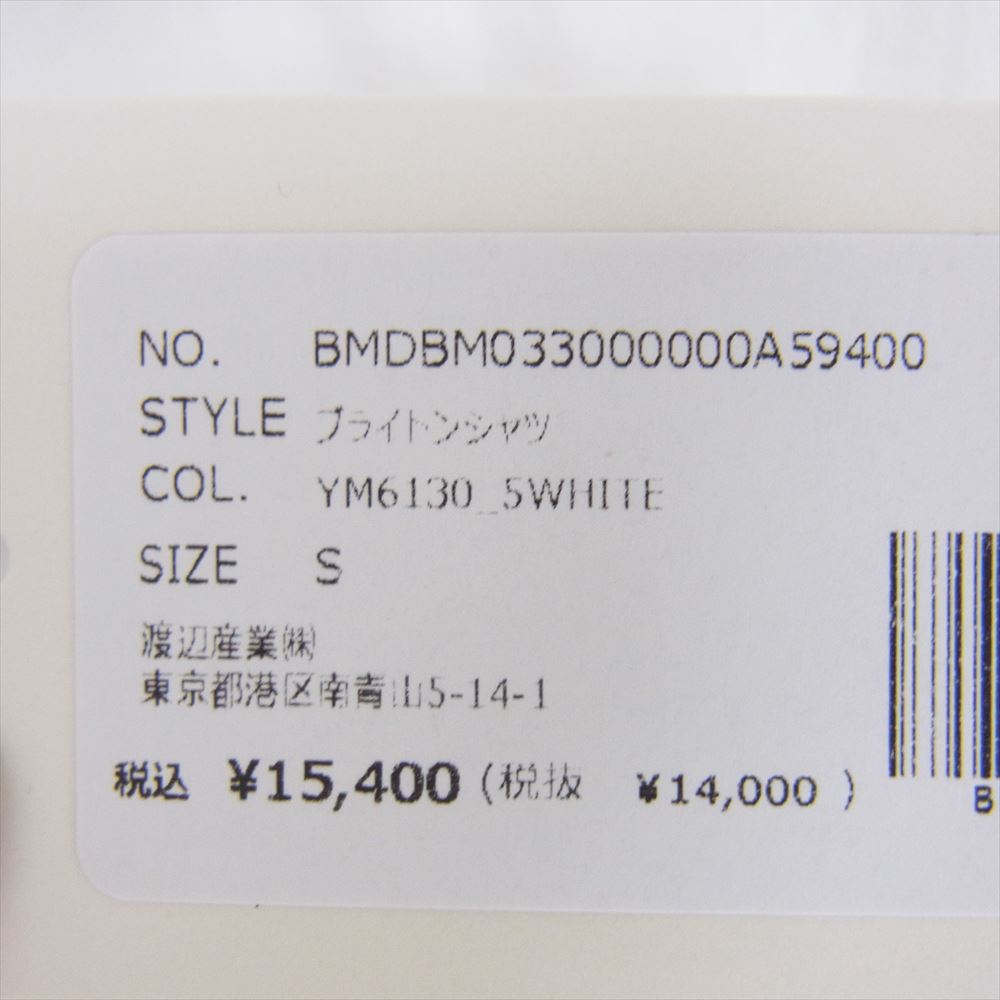 NO. BMDBM033000000A59400
STYLE ブライトンシャツ
COL. YM6130_5WHITE
SIZE S
渡辺産業㈱
東京都港区南青山5-14-1
税込 ¥15,400 (税抜 ¥14,000 )
B